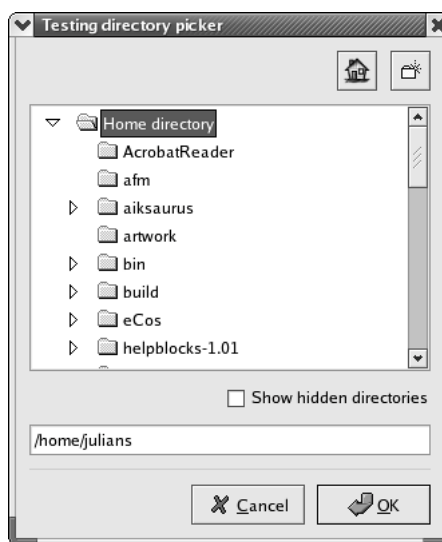 Testing directory picker
Home directory
AcrobatReader
afm
aiksaurus
artwork
bin
build
eCos
helpblocks-1.01
Show hidden directories
/home/julians
Cancel
OK